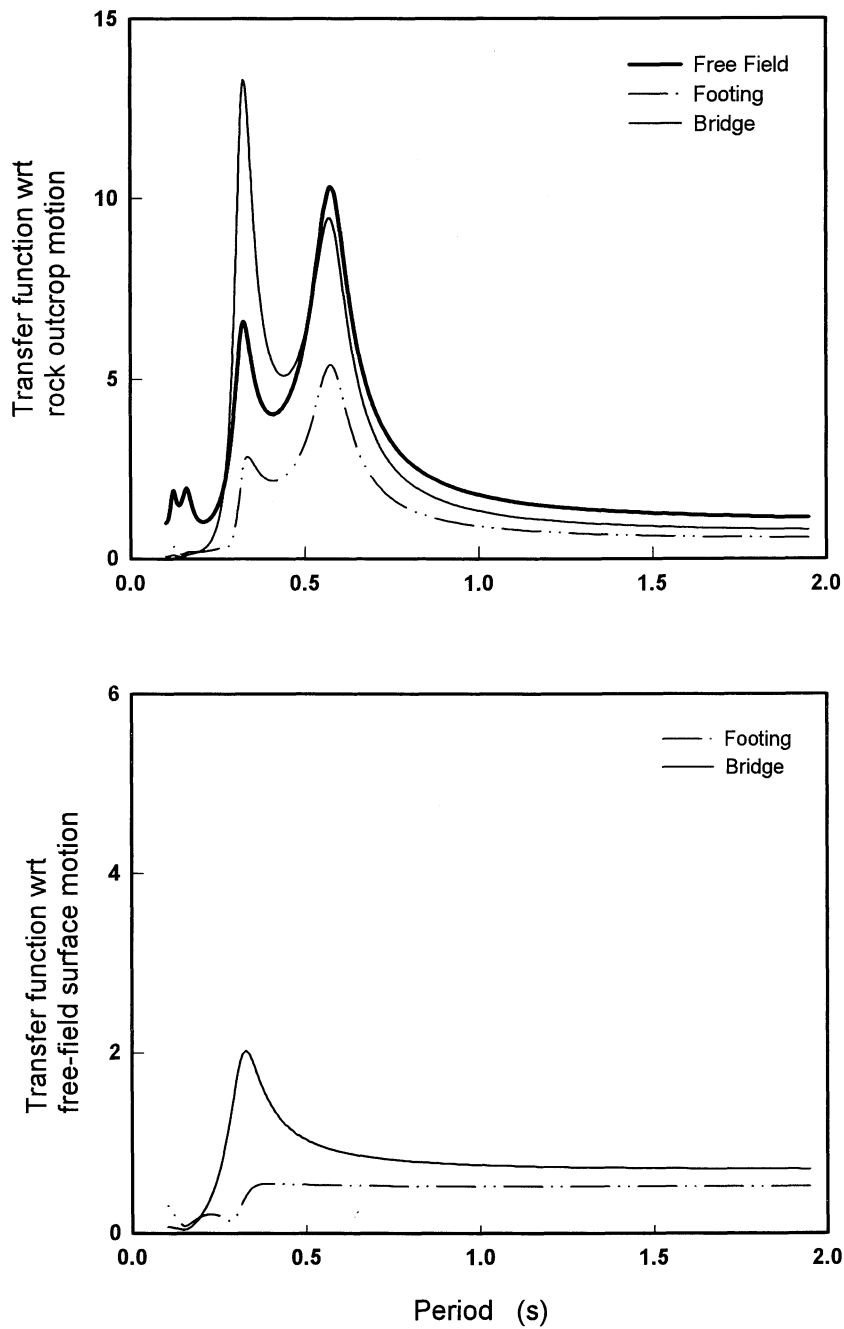 15
Free Field
Footing
Bridge
10
Transfer function wrt
rock outcrop motion
5
0
0.0 0.5 1.0 1.5 2.0
6
Footing
Bridge
4
Transfer function wrt
free-field surface motion
2
0
0.0 0.5 1.0 1.5 2.0
Period (s)